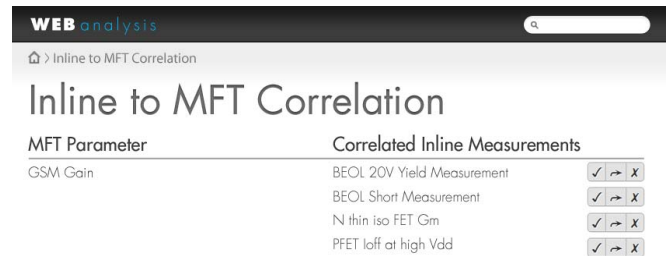 WEB analysis
Inline to MFT Correlation
Inline to MFT Correlation
MFT Parameter Correlated Inline Measurements
GSM Gain BEOL 20V Yield Measurement
BEOL Short Measurement
N thin iso FET Gm
PFET Ioff at high Vdd